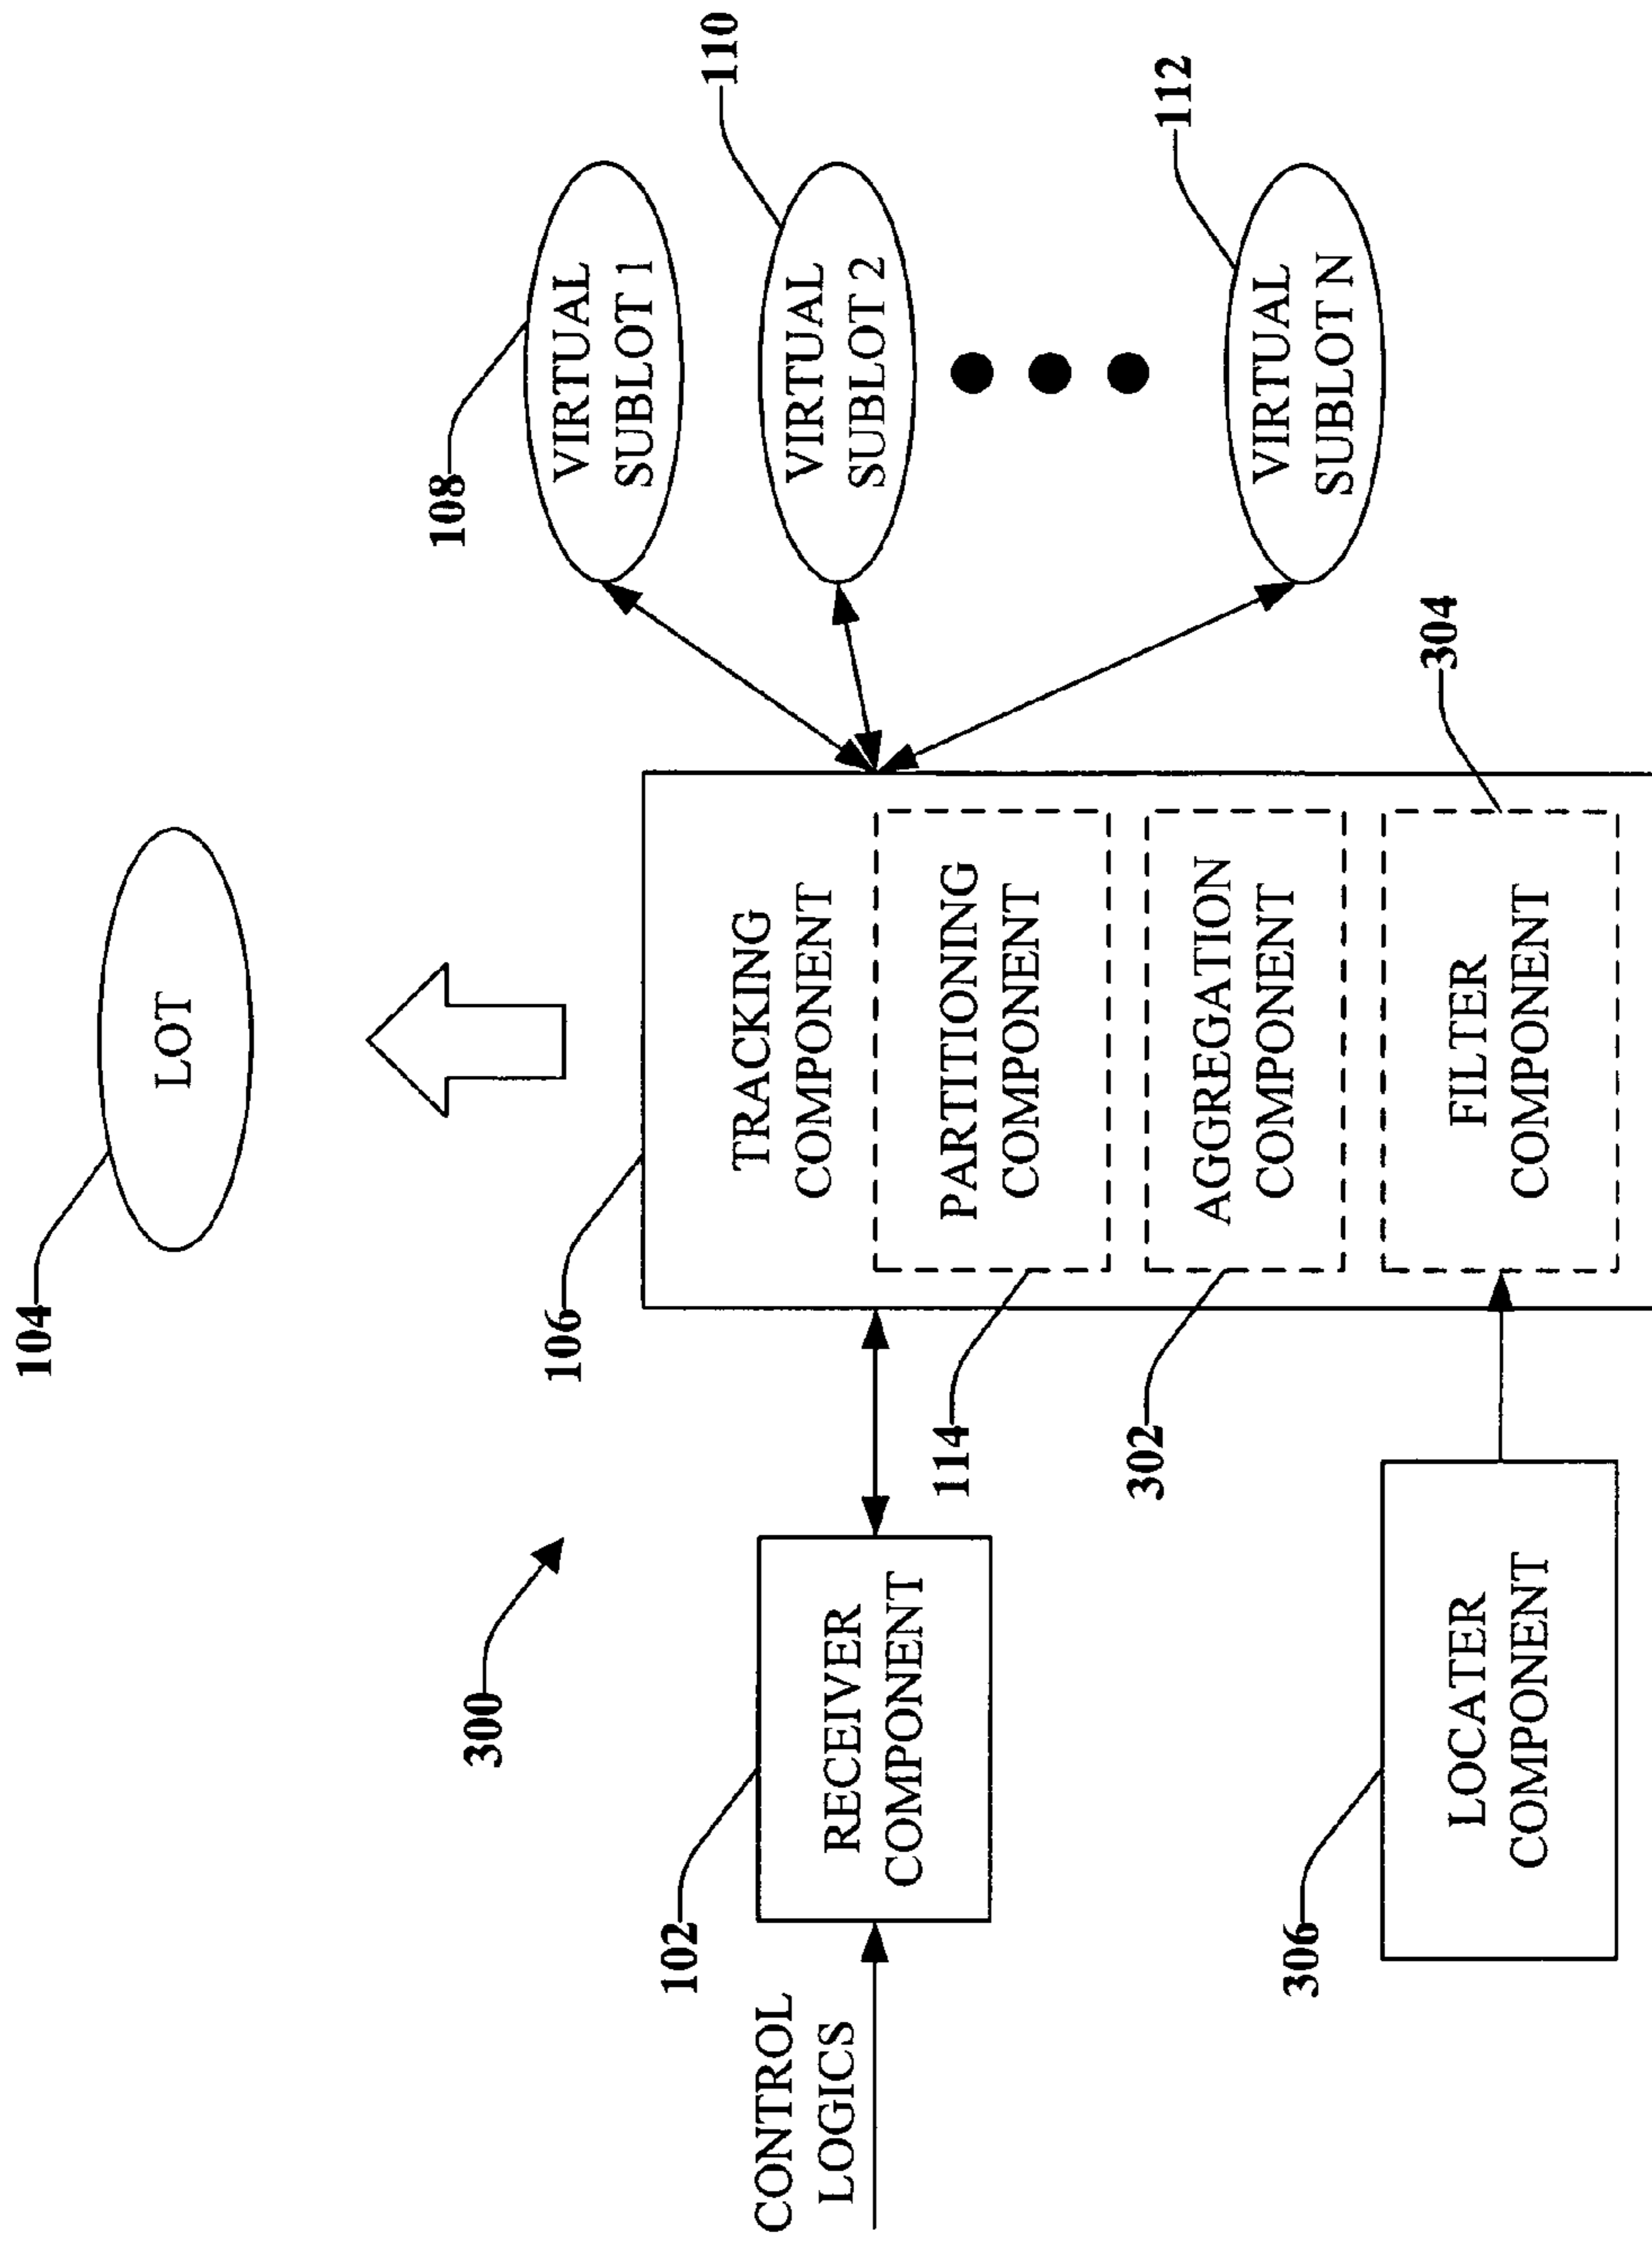 104
LOT
300
106
TRACKING
COMPONENT
108
VIRTUAL
SUBLOT 1
110
VIRTUAL
SUBLOT 2
112
VIRTUAL
SUBLOT N
CONTROL
LOGICS
102
RECEIVER
COMPONENT
114
PARTITIONING
COMPONENT
302
AGGREGATION
COMPONENT
304
FILTER
COMPONENT
306
LOCATER
COMPONENT